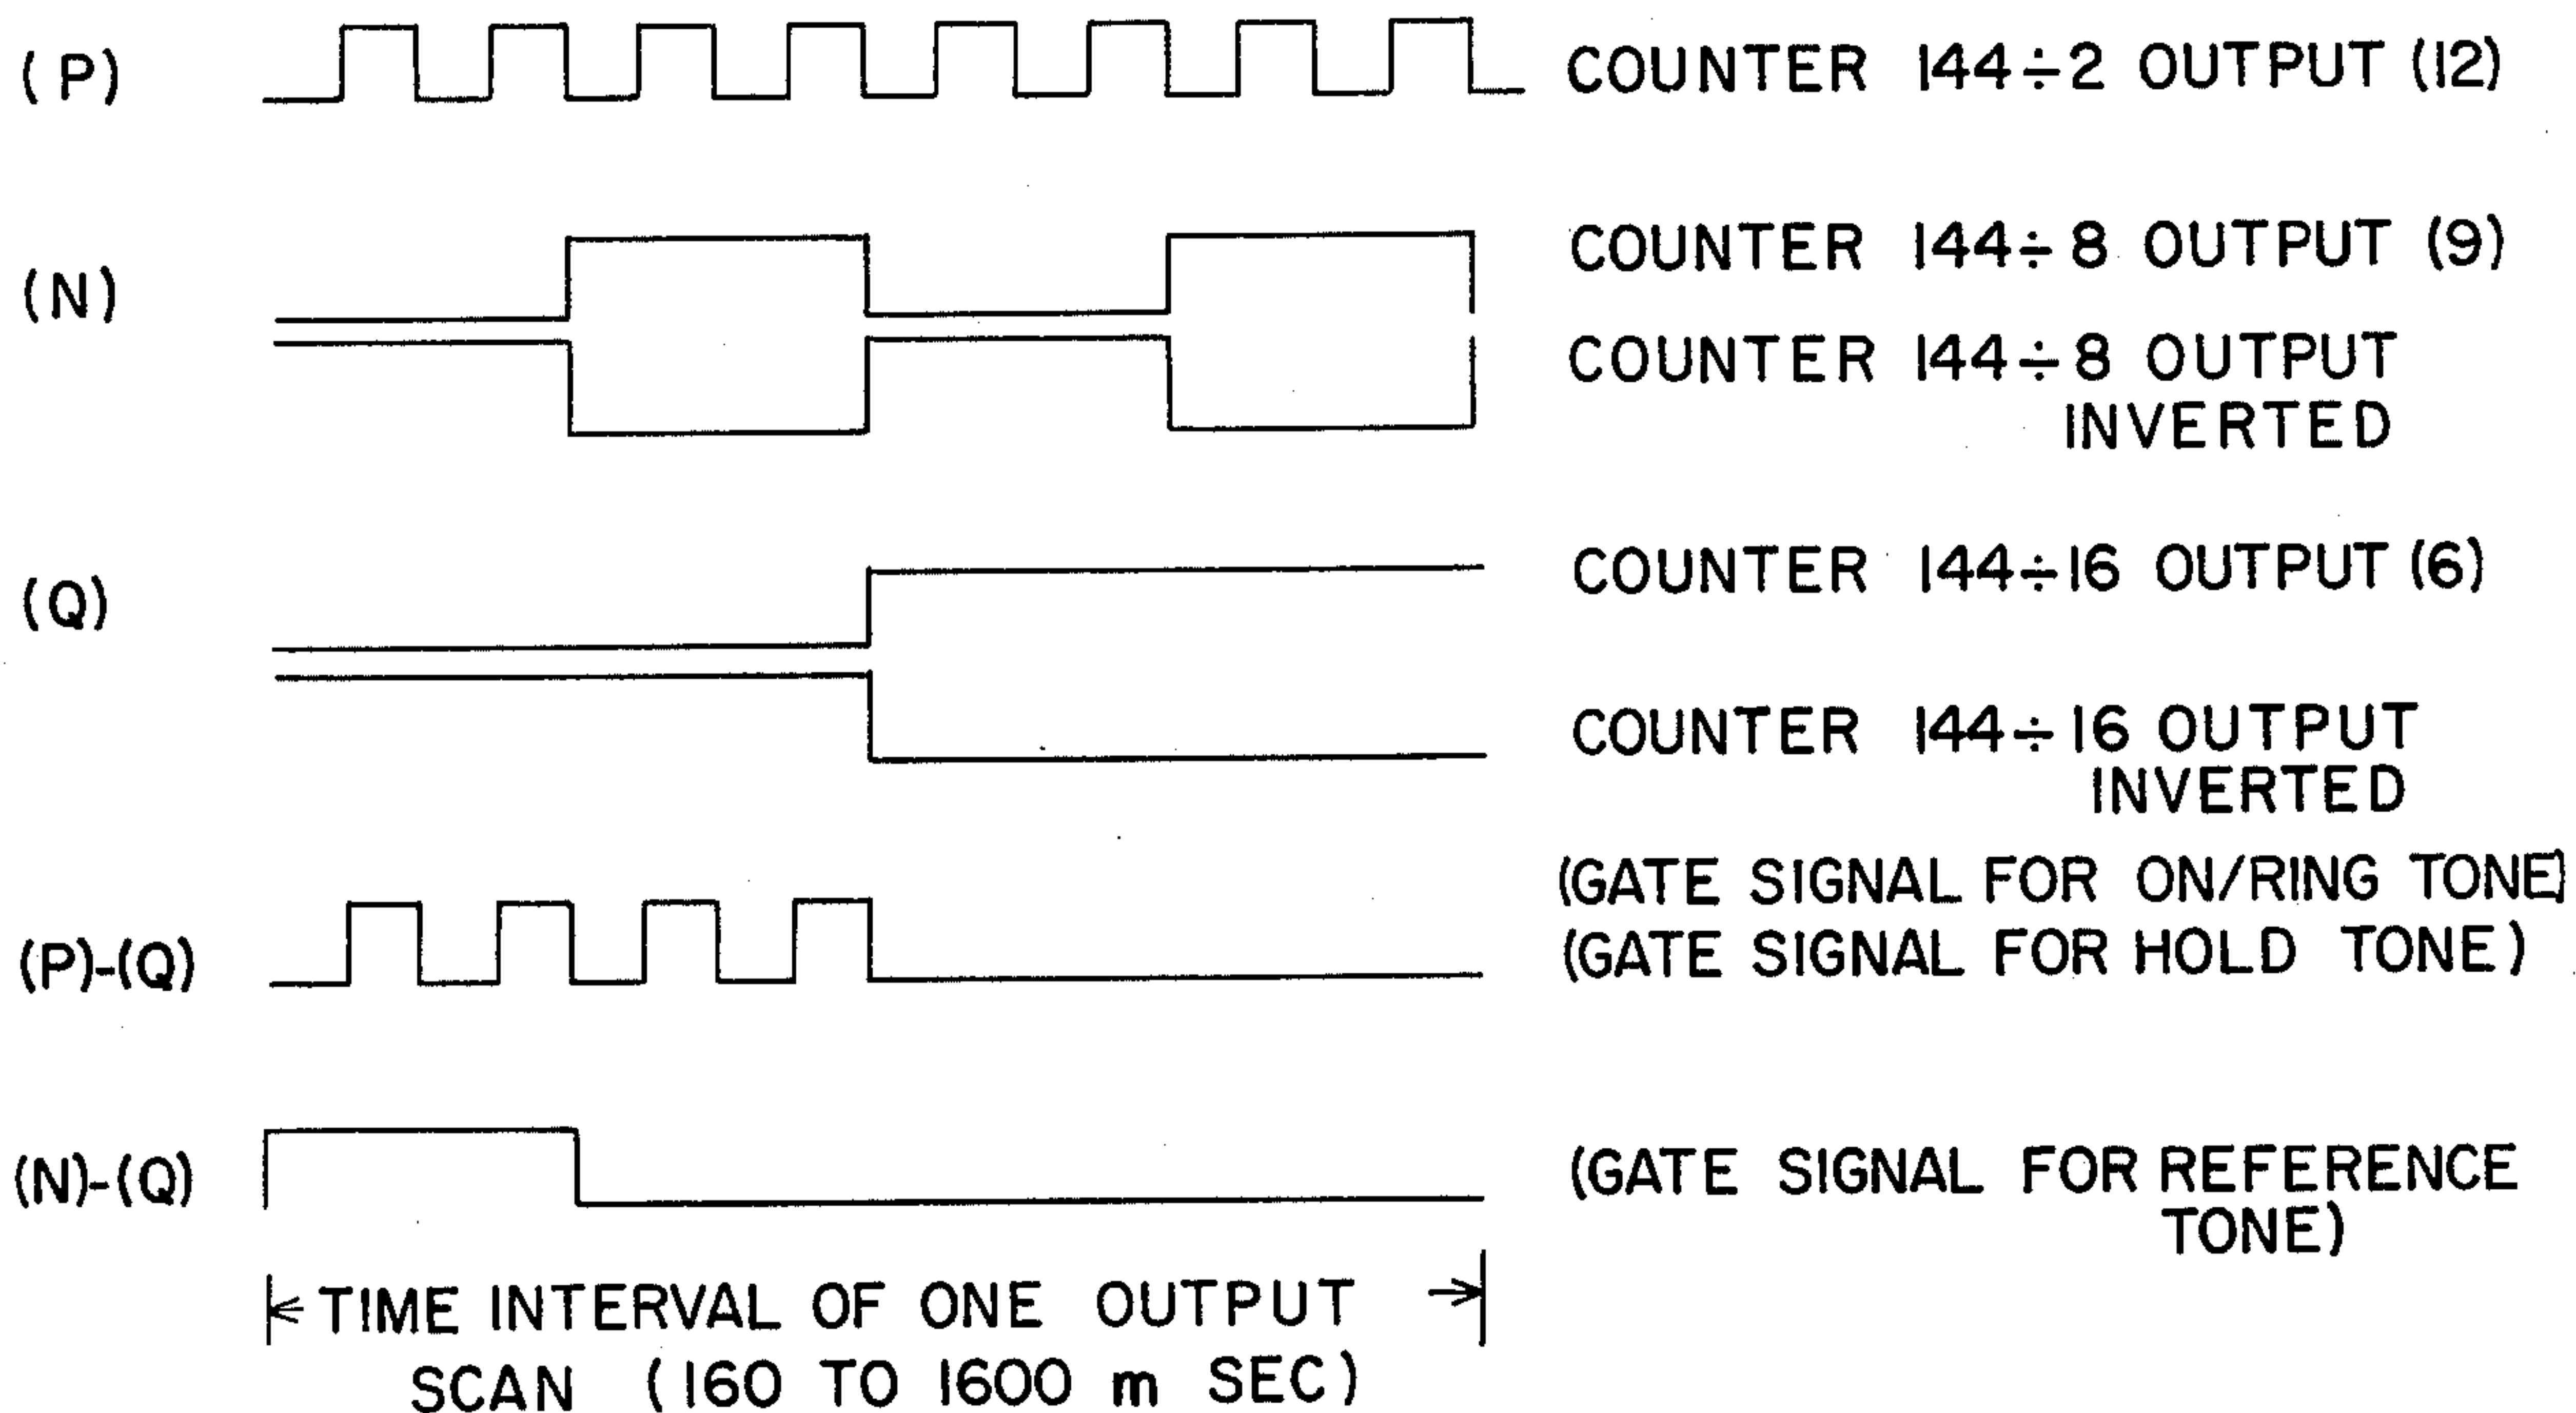 (P) COUNTER 144÷2 OUTPUT (12)
(N) COUNTER 144÷8 OUTPUT (9)
COUNTER 144÷8 OUTPUT
INVERTED
(Q) COUNTER 144÷16 OUTPUT (6)
COUNTER 144÷16 OUTPUT
INVERTED
(GATE SIGNAL FOR ON/RING TONE)
(P)-(Q) (GATE SIGNAL FOR HOLD TONE)
(N)-(Q) (GATE SIGNAL FOR REFERENCE
TONE)
TIME INTERVAL OF ONE OUTPUT
SCAN (160 TO 1600 m SEC)